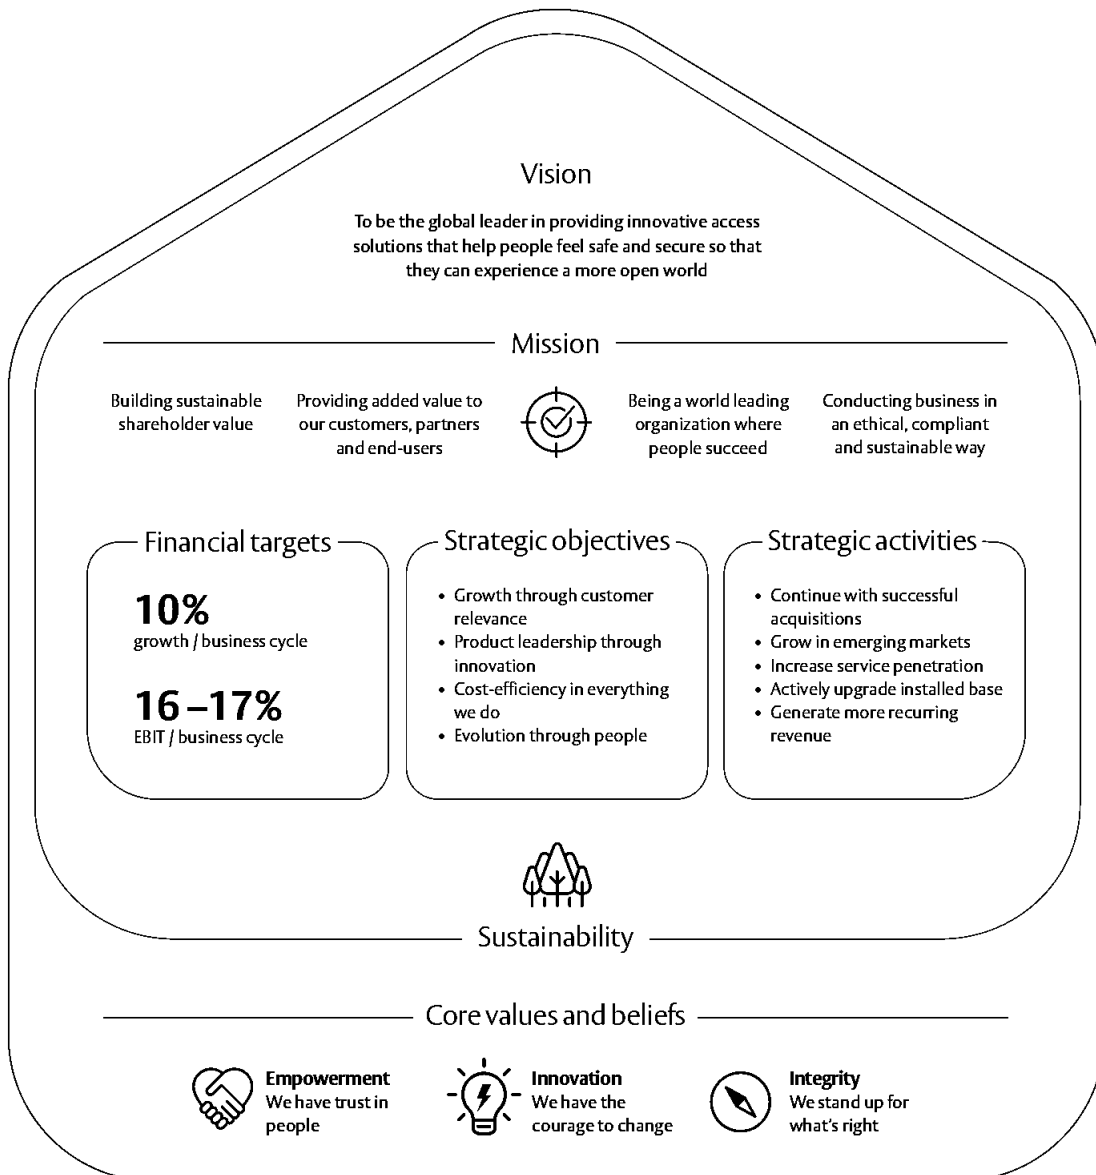 Vision
To be the global leader in providing innovative access
solutions that help people feel safe and secure so that
they can experience a more open world
Mission
Building sustainable
shareholder value
Providing added value to
our customers, partners
and end-users
Being a world leading
organization where
people succeed
Conducting business in
an ethical, compliant
and sustainable way
Financial targets
10%
growth / business cycle
16 –17%
EBIT / business cycle
Strategic objectives
• Growth through customer
relevance
• Product leadership through
innovation
• Cost-efficiency in everything
we do
• Evolution through people
Strategic activities
• Continue with successful
acquisitions
• Grow in emerging markets
• Increase service penetration
• Actively upgrade installed base
• Generate more recurring
revenue
Sustainability
Core values and beliefs
Empowerment
We have trust in
people
Innovation
We have the
courage to change
Integrity
We stand up for
what's right